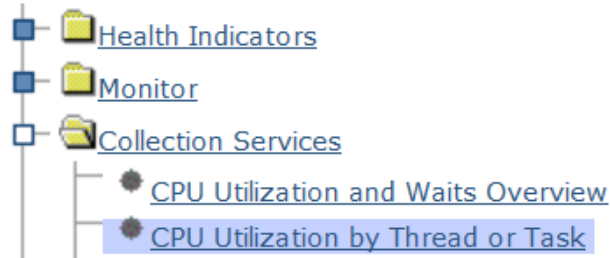 Health Indicators
Monitor
Collection Services
CPU Utilization and Waits Overview
CPU Utilization by Thread or Task